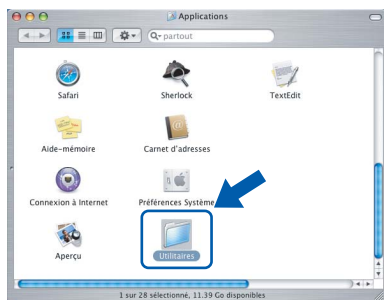 Applications
partout
Safari
Sherlock
TextEdit
Aide-mémoire
Carnet d'adresses
Connexion à Internet
Préférences Système
Aperçu
Utilitaires
1 sur 28 sélectionné, 11.39 Go disponibles